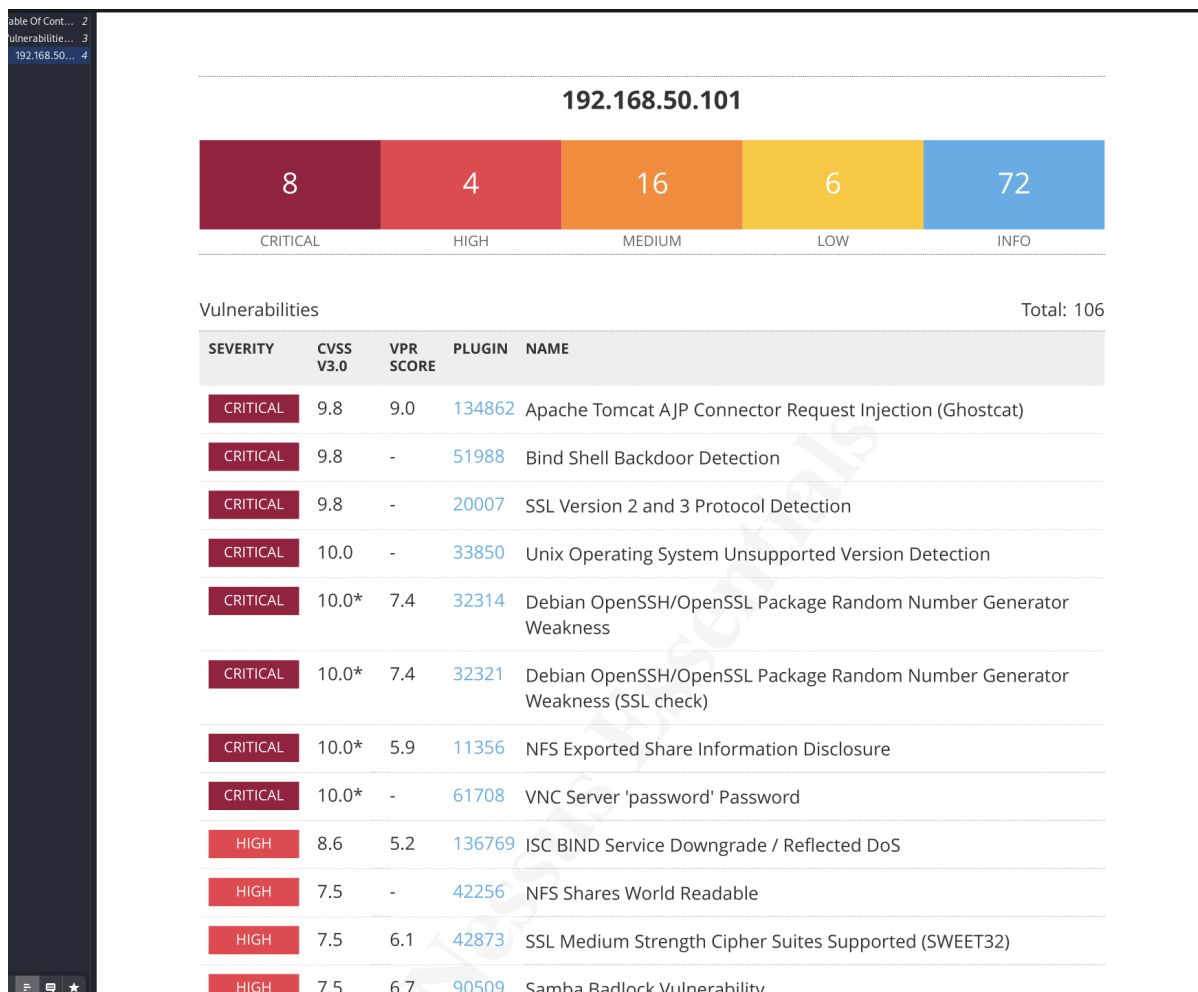 able Of Cont... 2
ulnerabilitie... 3
192.168.50... 4
192.168.50.101
8 4 16 6 72
CRITICAL HIGH MEDIUM LOW INFO
Vulnerabilities Total: 106
SEVERITY CVSS V3.0 VPR SCORE PLUGIN NAME
CRITICAL 9.8 9.0 134862 Apache Tomcat AJP Connector Request Injection (Ghostcat)
CRITICAL 9.8 - 51988 Bind Shell Backdoor Detection
CRITICAL 9.8 - 20007 SSL Version 2 and 3 Protocol Detection
CRITICAL 10.0 - 33850 Unix Operating System Unsupported Version Detection
CRITICAL 10.0* 7.4 32314 Debian OpenSSH/OpenSSL Package Random Number Generator
Weakness
CRITICAL 10.0* 7.4 32321 Debian OpenSSH/OpenSSL Package Random Number Generator
Weakness (SSL check)
CRITICAL 10.0* 5.9 11356 NFS Exported Share Information Disclosure
CRITICAL 10.0* - 61708 VNC Server 'password' Password
HIGH 8.6 5.2 136769 ISC BIND Service Downgrade / Reflected DoS
HIGH 7.5 - 42256 NFS Shares World Readable
HIGH 7.5 6.1 42873 SSL Medium Strength Cipher Suites Supported (SWEET32)
HIGH 7.5 6.7 90509 Samba Badlock Vulnerability
Nessus Essentials